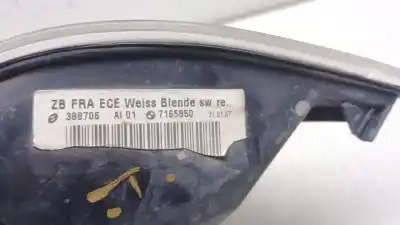 ZB FRA ECE Weiss Blende sw re.
388706 AI 01 7165850